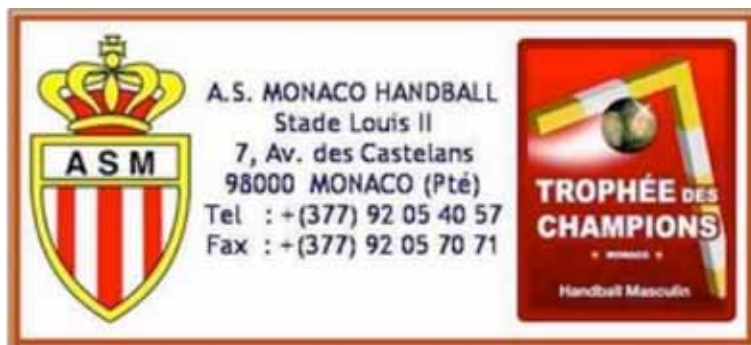 ASM
A.S. MONACO HANDBALL
Stade Louis II
7, Av. des Castelans
98000 MONACO (Pté)
Tel : +(377) 92 05 40 57
Fax : +(377) 92 05 70 71
TROPHÉE DES
CHAMPIONS
MONACO
Handball Masculin